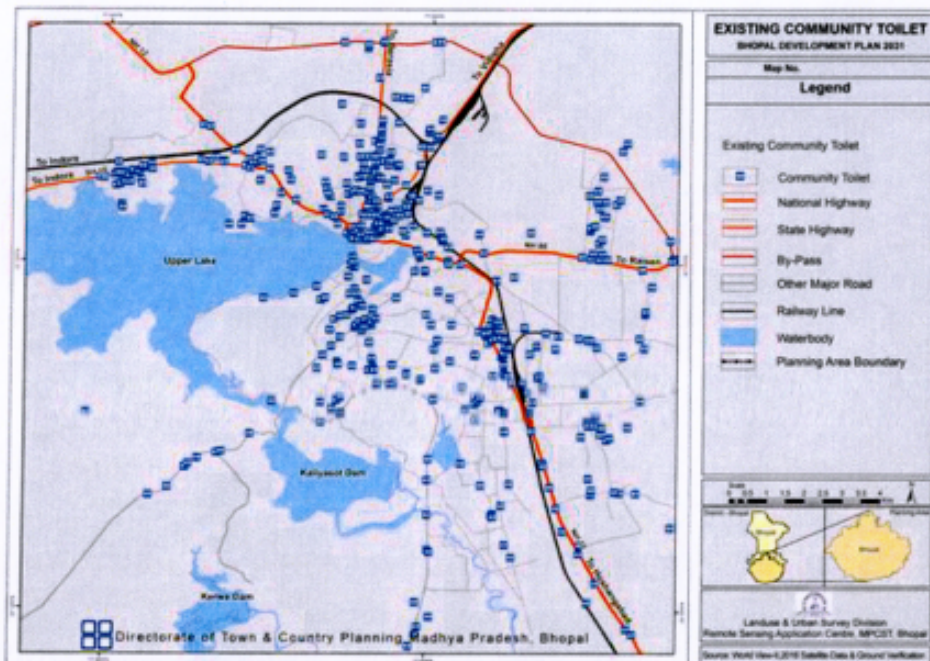 EXISTING COMMUNITY TOILET
BHOPAL DEVELOPMENT PLAN 2031
Map No.
Legend
Existing Community Toilet
Community Toilet
National Highway
State Highway
By-Pass
Other Major Road
Railway Line
Waterbody
Planning Area Boundary
To Indore
To Indore
Upper Lake
To Raisen
Kaliyasot Dam
Kerwa Dam
To Hoshangabad
Directorate of Town & Country Planning Madhya Pradesh, Bhopal
Scale
N
Landuse & Urban Survey Division
Remote Sensing Application Centre, MPCST, Bhopal